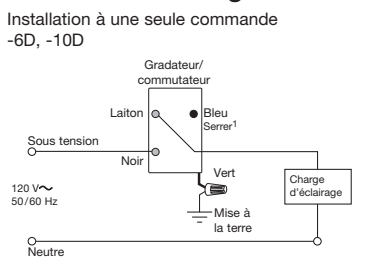 Installation à une seule commande
-6D, -10D
Gradateur/
commutateur
Laiton
Bleu
Serrer1
Sous tension
Noir
Vert
Charge
d'éclairage
120 V~
50/60 Hz
Mise à
la terre
Neutre